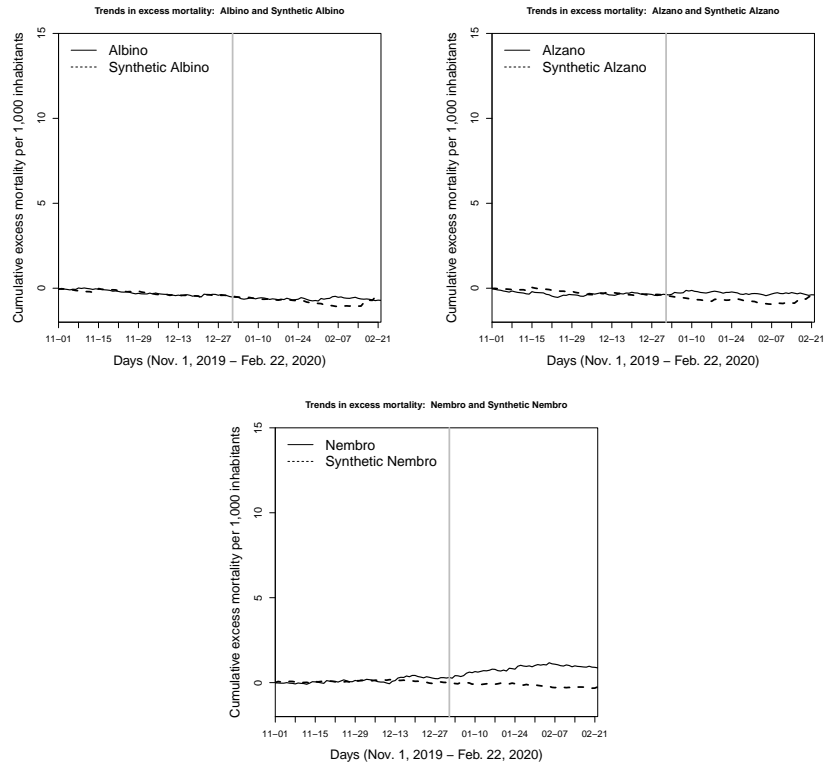 Trends in excess mortality: Albino and Synthetic Albino
Cumulative excess mortality per 1,000 inhabitants
15
10
5
0
Albino
Synthetic Albino
11−01 11−15 11−29 12−13 12−27 01−10 01−24 02−07 02−21
Days (Nov. 1, 2019 − Feb. 22, 2020)
Trends in excess mortality: Alzano and Synthetic Alzano
Cumulative excess mortality per 1,000 inhabitants
15
10
5
0
Alzano
Synthetic Alzano
11−01 11−15 11−29 12−13 12−27 01−10 01−24 02−07 02−21
Days (Nov. 1, 2019 − Feb. 22, 2020)
Trends in excess mortality: Nembro and Synthetic Nembro
Cumulative excess mortality per 1,000 inhabitants
15
10
5
0
Nembro
Synthetic Nembro
11−01 11−15 11−29 12−13 12−27 01−10 01−24 02−07 02−21
Days (Nov. 1, 2019 − Feb. 22, 2020)